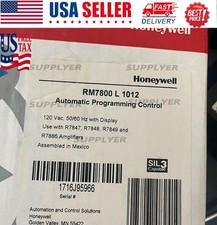 USA SELLER
SUPPLYER
SUPPLYER
Honeywell
RM7800 L 1012
Automatic Programming Control
120 Vac, 50/60 Hz with Display
Use with R7847, R7848, R7849 and
R7886 Amplifiers
Assembled in Mexico
SIL 3
Capable
1716J95966
Serial #
Automation and Control Solutions
Honeywell
Golden Valley, MN 55422